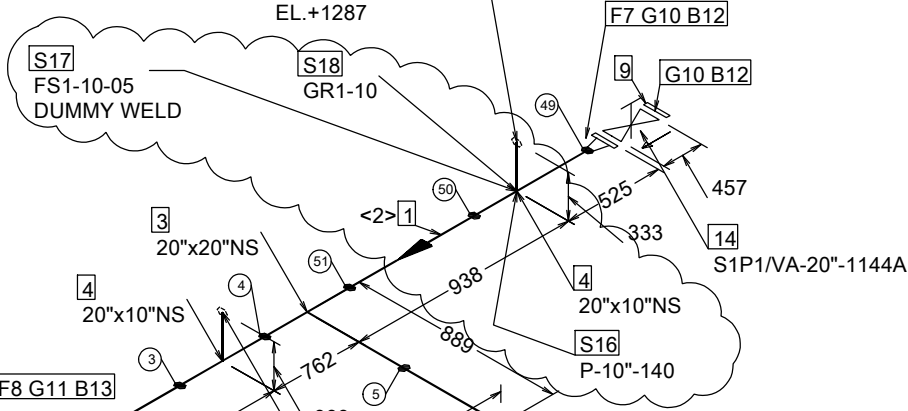 EL.+1287
F7 G10 B12
S17
FS1-10-05
DUMMY WELD
S18
GR1-10
9
G10 B12
49
50
525
457
<2>
1
333
3
20"x20"NS
14
S1P1/VA-20"-1144A
51
938
4
20"x10"NS
4
20"x10"NS
4
889
S16
P-10"-140
762
3
5
F8 G11 B13